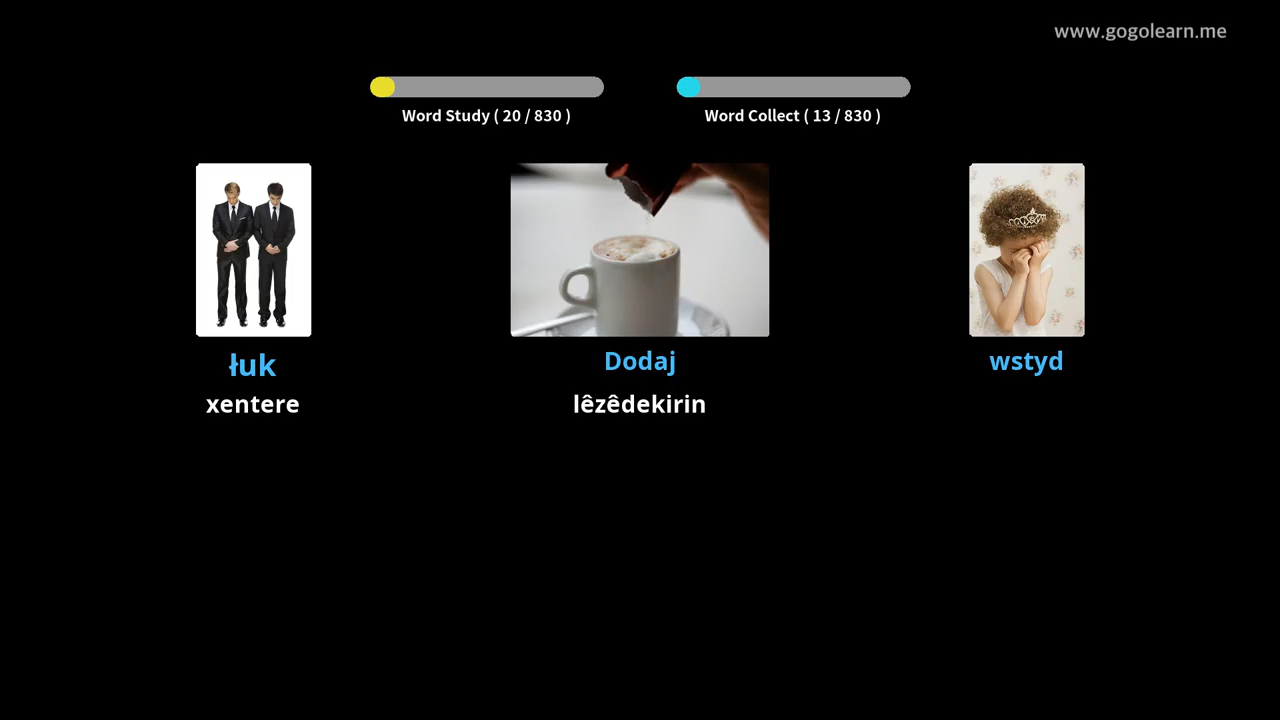 www.gogolearn.me
Word Study ( 20 / 830 )
Word Collect ( 13 / 830 )
łuk
Dodaj
wstyd
xentere
lêzêdekirin